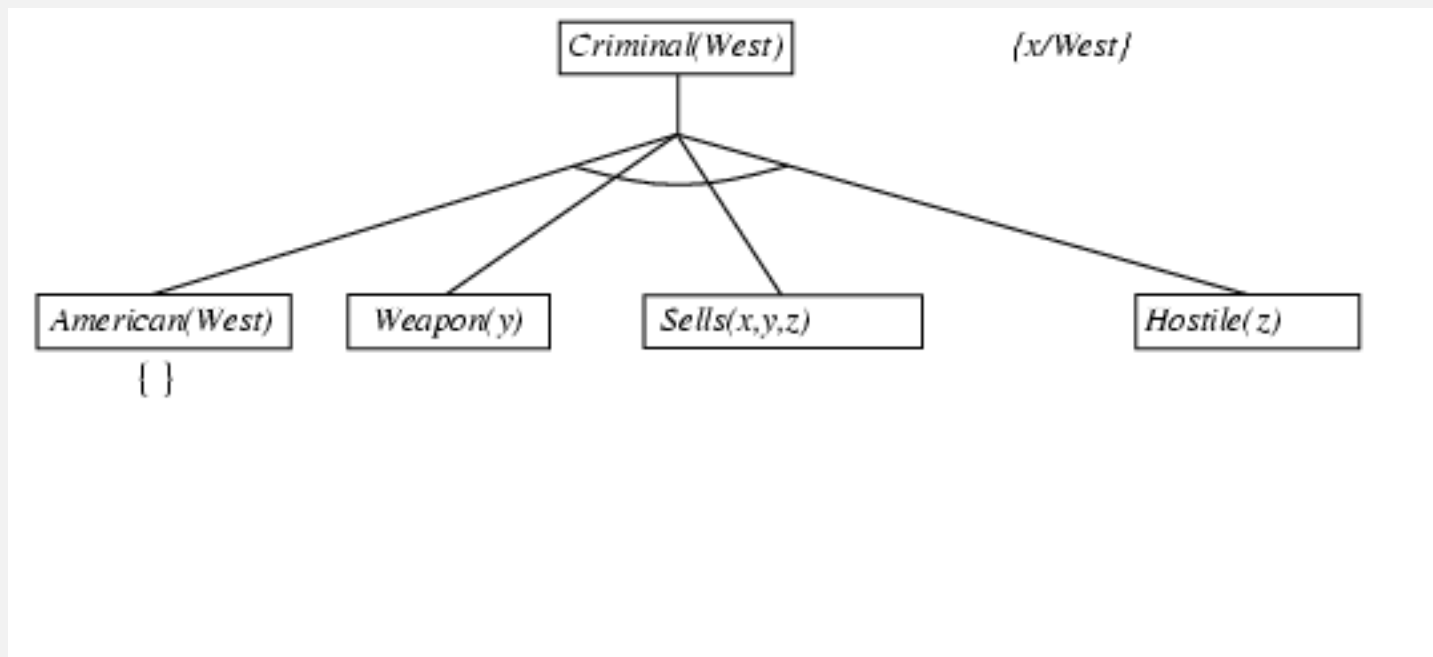 Criminal(West) {x/West}
American(West) Weapon(y) Sells(x,y,z) Hostile(z)
{ }